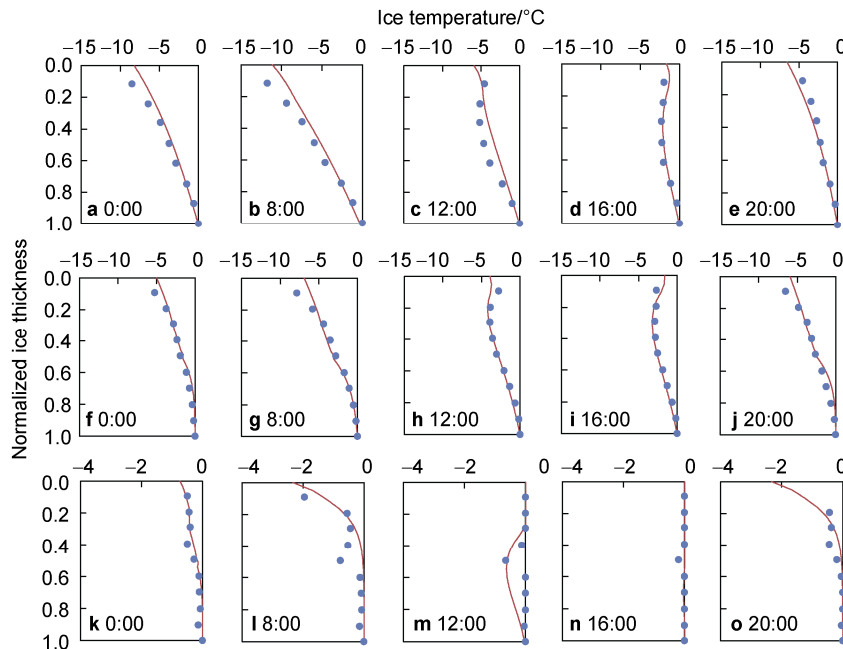 Ice temperature/°C
−15 −10 −5 0 −15 −10 −5 0 −15 −10 −5 0 −15 −10 −5 0 −15 −10 −5 0
0.0
0.2
0.4
0.6
0.8
1.0
a 0:00 b 8:00 c 12:00 d 16:00 e 20:00
Normalized ice thickness
−15 −10 −5 0 −15 −10 −5 0 −15 −10 −5 0 −15 −10 −5 0 −15 −10 −5 0
0.0
0.2
0.4
0.6
0.8
1.0
f 0:00 g 8:00 h 12:00 i 16:00 j 20:00
−4 −2 0 −4 −2 0 −4 −2 0 −4 −2 0 −4 −2 0
0.0
0.2
0.4
0.6
0.8
1.0
k 0:00 l 8:00 m 12:00 n 16:00 o 20:00